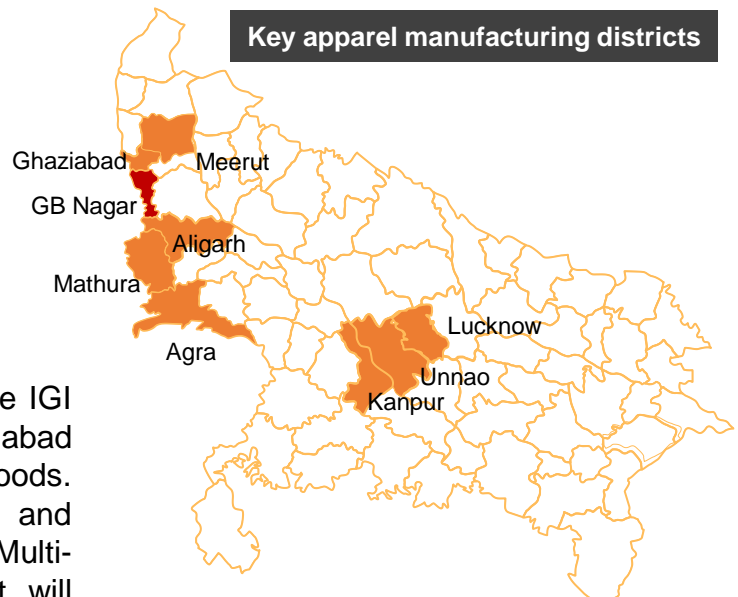 Key apparel manufacturing districts
Ghaziabad
Meerut
GB Nagar
Aligarh
Mathura
Agra
Lucknow
Unnao
Kanpur
e IGI
abad
oods.
and
Multi-
t will